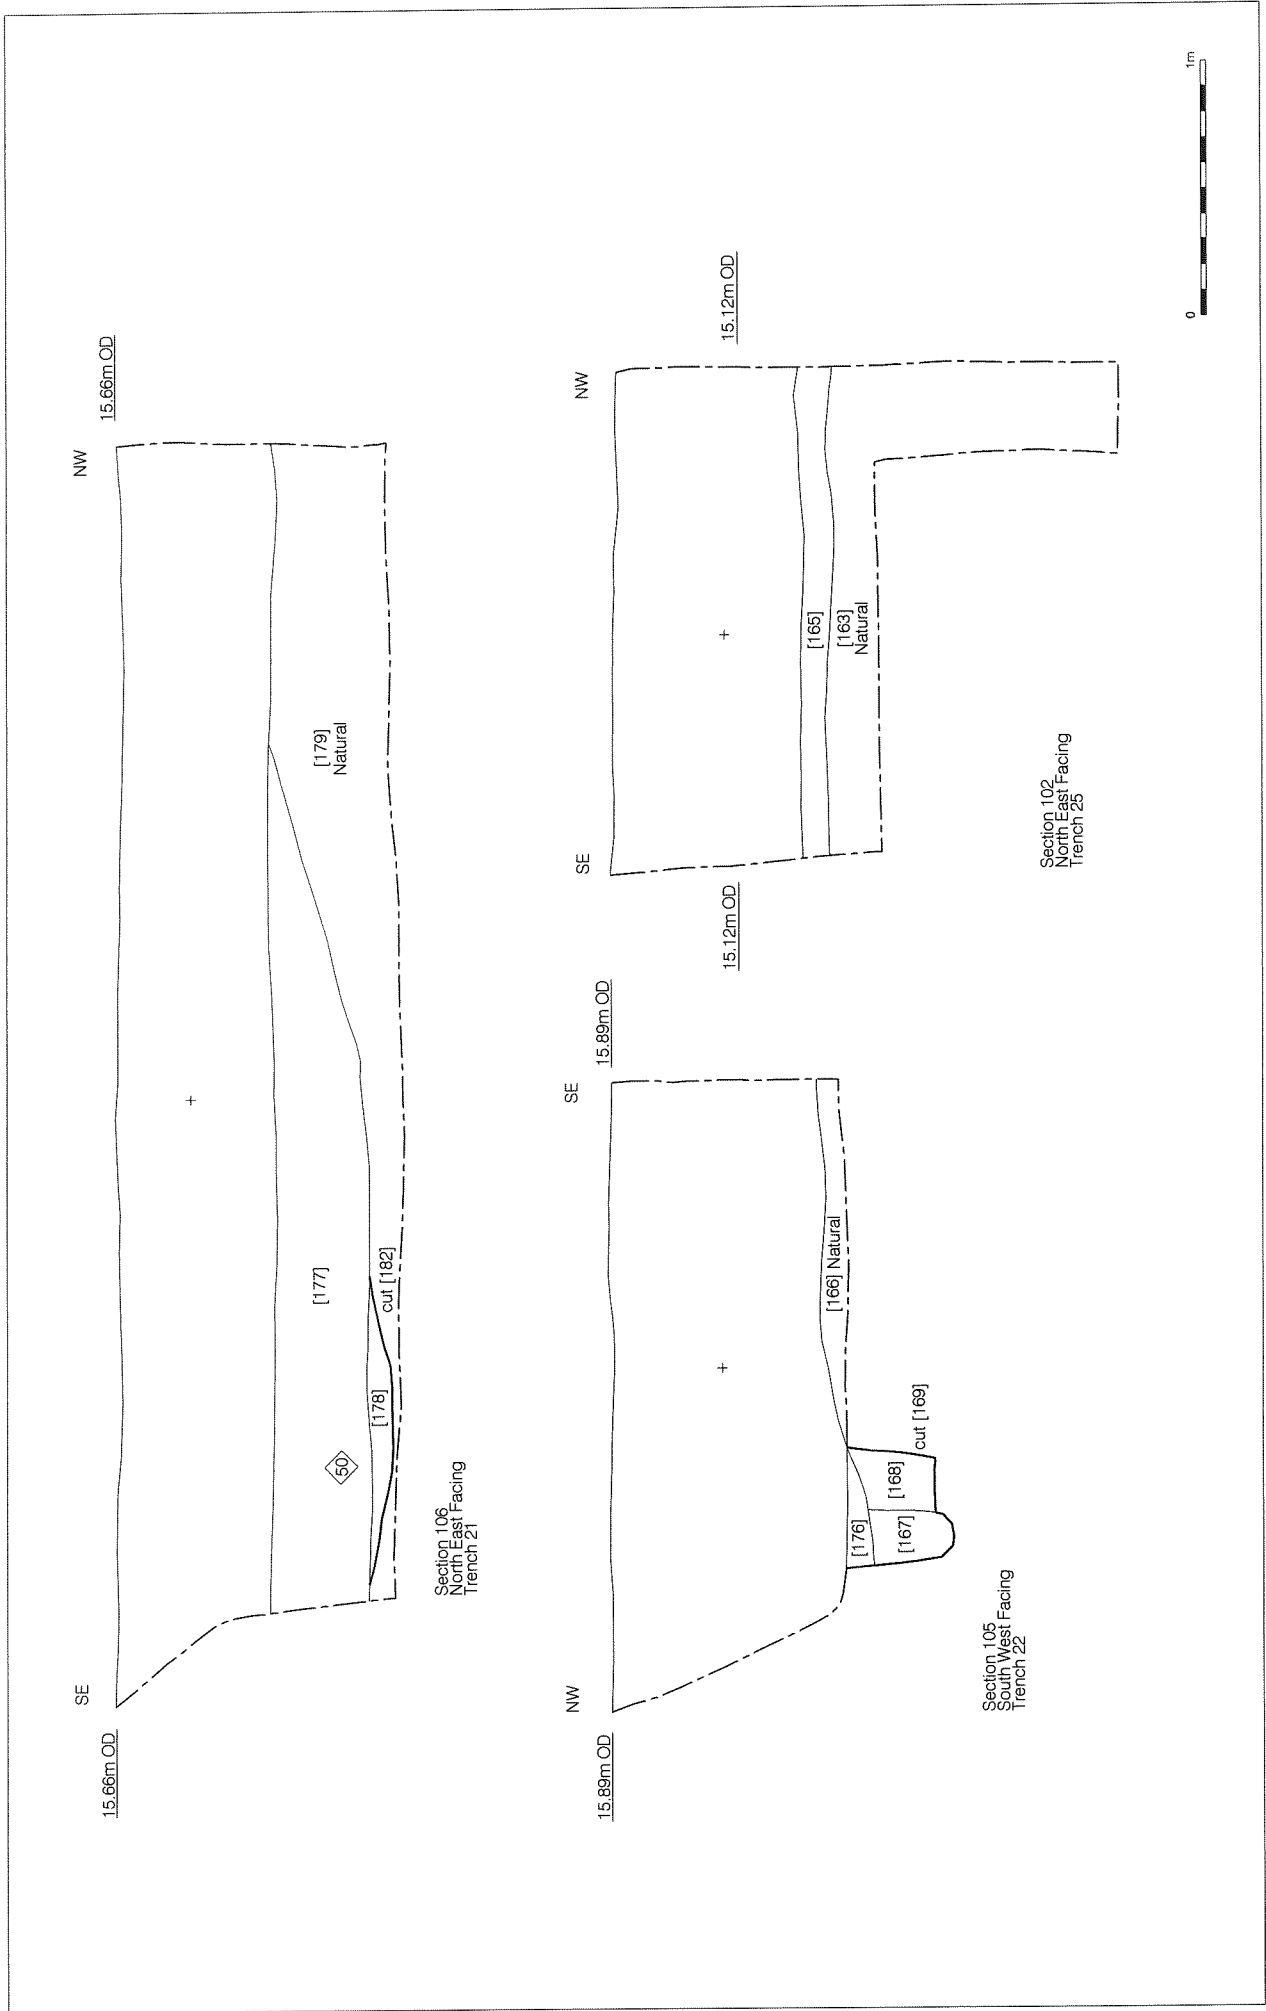 SE
NW
15.66m OD
15.66m OD
+
[179]
Natural
[177]
50
[178]
cut [182]
Section 106
North East Facing
Trench 21
NW
SE
15.89m OD
15.89m OD
+
[166] Natural
[176]
[168]
[167]
cut [169]
Section 105
South West Facing
Trench 22
SE
NW
15.12m OD
15.12m OD
+
[165]
[163]
Natural
Section 102
North East Facing
Trench 25
0
1m